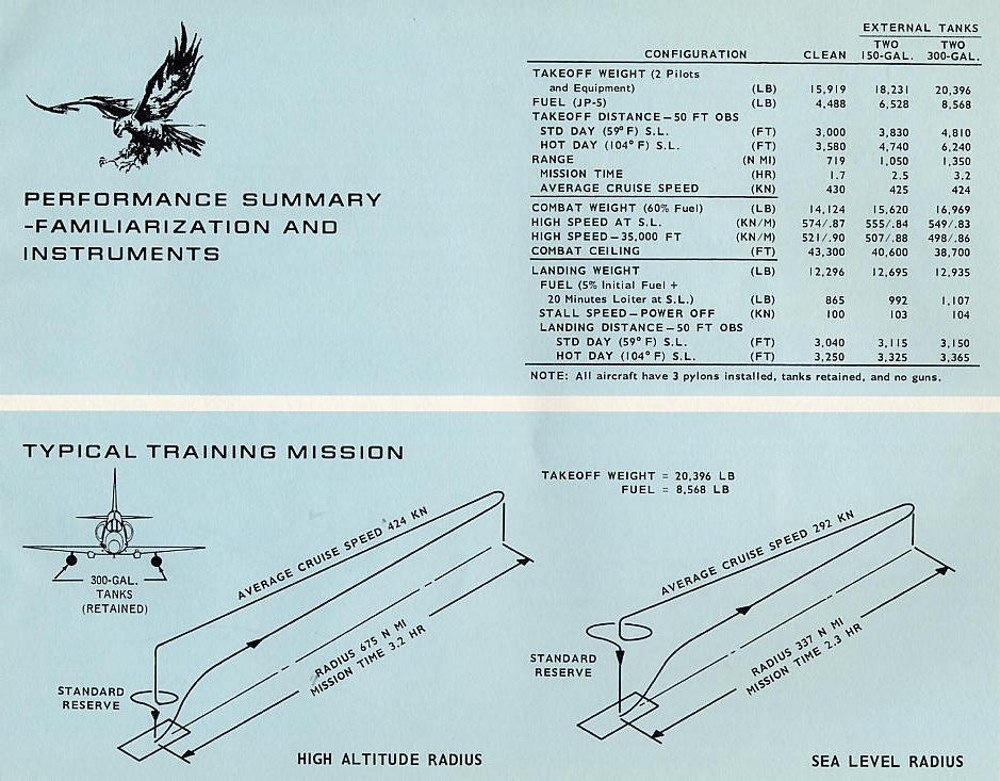 PERFORMANCE SUMMARY
-FAMILIARIZATION AND
INSTRUMENTS
EXTERNAL TANKS
CONFIGURATION CLEAN TWO 150-GAL. TWO 300-GAL.
TAKEOFF WEIGHT (2 Pilots
and Equipment) (LB) 15,919 18,231 20,396
FUEL (JP-5) (LB) 4,488 6,528 8,568
TAKEOFF DISTANCE—50 FT OBS
STD DAY (59° F) S.L. (FT) 3,000 3,830 4,810
HOT DAY (104° F) S.L. (FT) 3,580 4,740 6,240
RANGE (N MI) 719 1,050 1,350
MISSION TIME (HR) 1.7 2.5 3.2
AVERAGE CRUISE SPEED (KN) 430 425 424
COMBAT WEIGHT (60% Fuel) (LB) 14,124 15,620 16,969
HIGH SPEED AT S.L. (KN/M) 574/.87 555/.84 549/.83
HIGH SPEED—35,000 FT (KN/M) 521/.90 507/.88 498/.86
COMBAT CEILING (FT) 43,300 40,600 38,700
LANDING WEIGHT (LB) 12,296 12,695 12,935
FUEL (5% Initial Fuel +
20 Minutes Loiter at S.L.) (LB) 865 992 1,107
STALL SPEED—POWER OFF (KN) 100 103 104
LANDING DISTANCE—50 FT OBS
STD DAY (59° F) S.L. (FT) 3,040 3,115 3,150
HOT DAY (104° F) S.L. (FT) 3,250 3,325 3,365
NOTE: All aircraft have 3 pylons installed, tanks retained, and no guns.
TYPICAL TRAINING MISSION
TAKEOFF WEIGHT = 20,396 LB
FUEL = 8,568 LB
300-GAL.
TANKS
(RETAINED)
AVERAGE CRUISE SPEED 424 KN
RADIUS 675 N MI
MISSION TIME 3.2 HR
STANDARD
RESERVE
HIGH ALTITUDE RADIUS
AVERAGE CRUISE SPEED 292 KN
RADIUS 337 N MI
MISSION TIME 2.3 HR
STANDARD
RESERVE
SEA LEVEL RADIUS